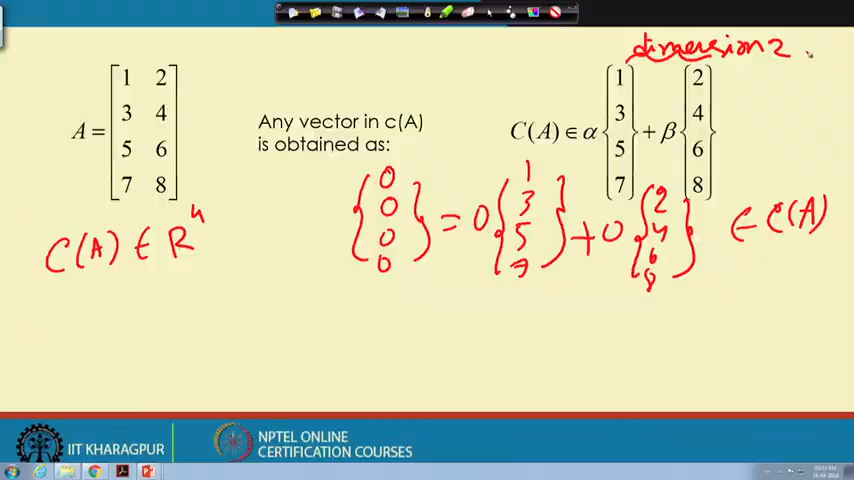 dimension 2
A = [1 2
3 4
5 6
7 8]
Any vector in c(A)
is obtained as:
C(A) ∈ α {1 3 5 7} + β {2 4 6 8}
{0 0 0 0} = 0 {1 3 5 7} + 0 {2 4 6 8} ∈ C(A)
C(A) ∈ R⁴
IIT KHARAGPUR
NPTEL ONLINE
CERTIFICATION COURSES